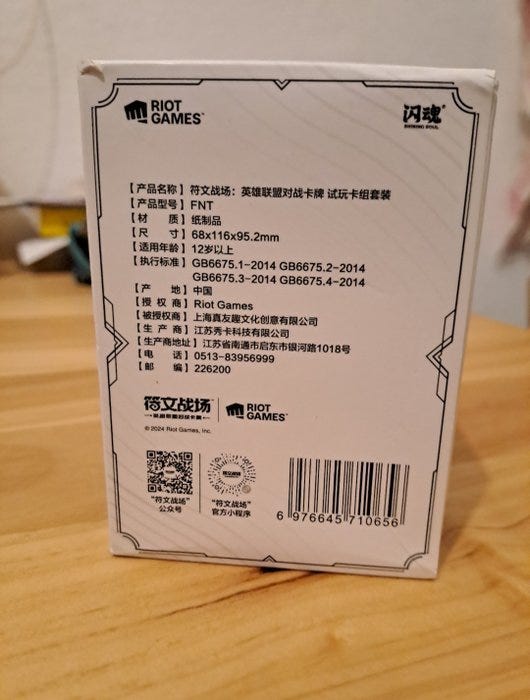 RIOT
GAMES
闪魂
SHINING SOUL
【产品名称】符文战场：英雄联盟对战卡牌 试玩卡组套装
【产品型号】FNT
【材　　质】纸制品
【尺　　寸】68x116x95.2mm
【适用年龄】12岁以上
【执行标准】GB6675.1-2014 GB6675.2-2014
GB6675.3-2014 GB6675.4-2014
【产　　地】中国
【授 权 商】Riot Games
【被授权商】上海真友趣文化创意有限公司
【生 产 商】江苏秀卡科技有限公司
【生产商地址】江苏省南通市启东市银河路1018号
【电　　话】0513-83956999
【邮　　编】226200
符文战场
英雄联盟对战卡牌
RIOT
GAMES
© 2024 Riot Games, Inc.
“符文战场”
公众号
“符文战场”
官方小程序
6 976645 710656